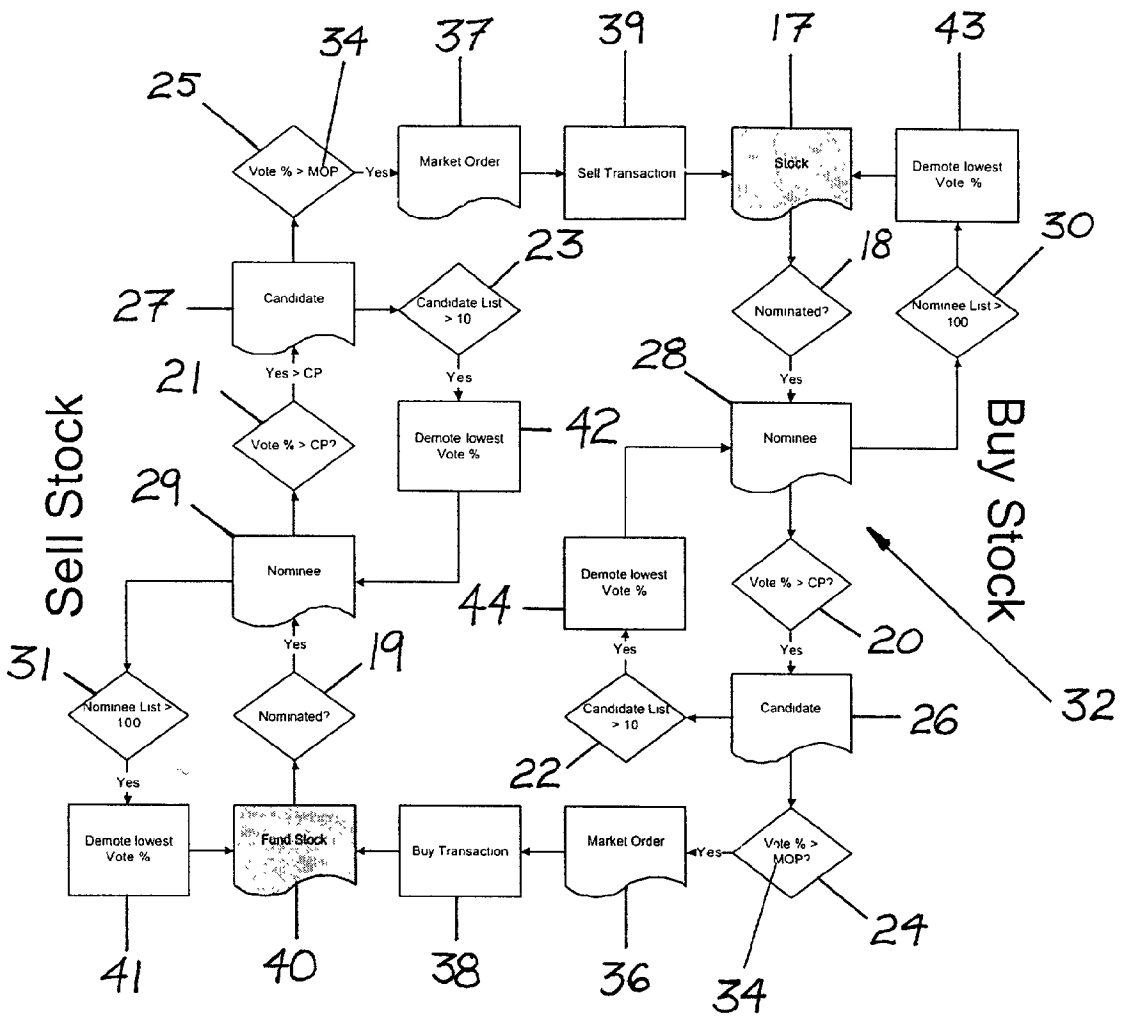 34
37
39
17
43
25
Vote % > MOP
Yes
Market Order
Sell Transaction
Stock
Demote lowest
Vote %
23
18
30
27
Candidate
Candidate List
> 10
Nominated?
Nominee List >
100
Yes > CP
Yes
28
Yes
21
Vote % > CP?
Demote lowest
Vote %
42
Nominee
Sell Stock
Buy Stock
29
Nominee
44
Demote lowest
Vote %
Vote % > CP?
20
Yes
Yes
Yes
31
19
Nominee List >
100
Nominated?
Candidate List
> 10
22
Candidate
26
32
Yes
Demote lowest
Vote %
Fund Stock
Buy Transaction
Market Order
Yes
Vote % >
MOP?
24
41
40
38
36
34